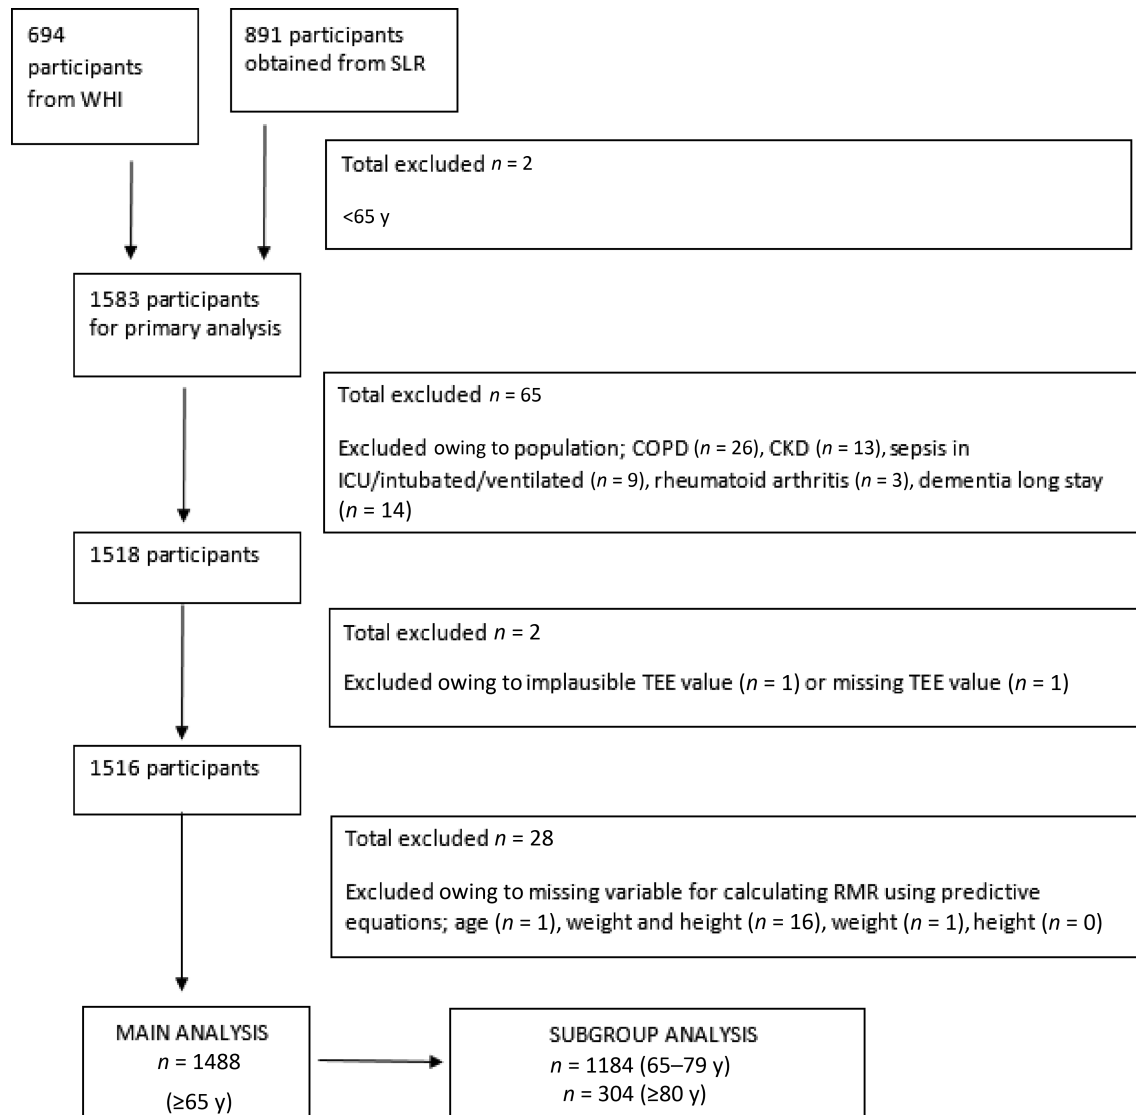 694
participants
from WHI
891 participants
obtained from SLR
Total excluded n = 2
<65 y
1583 participants
for primary analysis
Total excluded n = 65
Excluded owing to population; COPD (n = 26), CKD (n = 13), sepsis in
ICU/intubated/ventilated (n = 9), rheumatoid arthritis (n = 3), dementia long stay
(n = 14)
1518 participants
Total excluded n = 2
Excluded owing to implausible TEE value (n = 1) or missing TEE value (n = 1)
1516 participants
Total excluded n = 28
Excluded owing to missing variable for calculating RMR using predictive
equations; age (n = 1), weight and height (n = 16), weight (n = 1), height (n = 0)
MAIN ANALYSIS
n = 1488
(≥65 y)
SUBGROUP ANALYSIS
n = 1184 (65–79 y)
n = 304 (≥80 y)